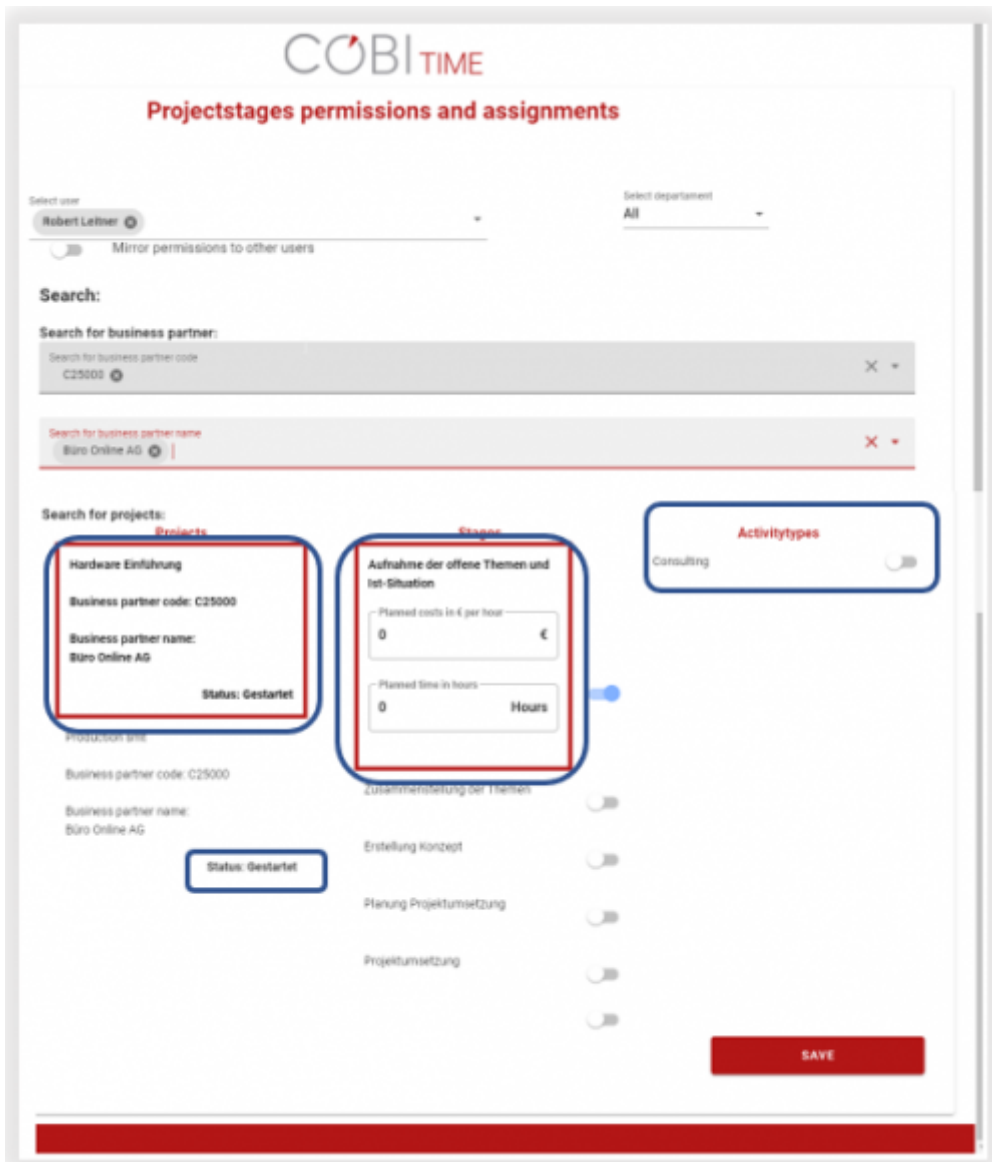 COBI TIME
Projectstages permissions and assignments
Select user
Select departament
Robert Leitner
All
Mirror permissions to other users
Search:
Search for business partner:
Search for business partner code
C25000
Search for business partner name
Büro Online AG
Search for projects:
Projects
Stages
Activitytypes
Hardware Einführung
Business partner code: C25000
Business partner name:
Büro Online AG
Status: Gestartet
Aufnahme der offene Themen und
Ist-Situation
Planned costs in € per hour
0 €
Planned time in hours
0 Hours
Consulting
Production smt
Business partner code: C25000
Business partner name:
Büro Online AG
Status: Gestartet
Zusammenstellung der Themen
Erstellung Konzept
Planung Projektumsetzung
Projektumsetzung
SAVE